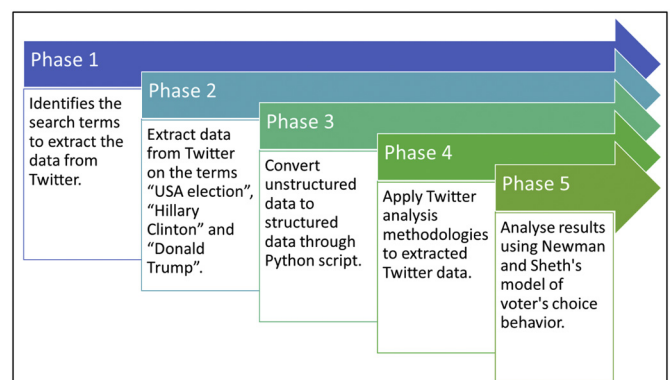 Phase 1
Identifies the
search terms
to extract the
data from
Twitter.
Phase 2
Extract data
from Twitter
on the terms
“USA election”,
“Hillary
Clinton” and
“Donald
Trump”.
Phase 3
Convert
unstructured
data to
structured
data through
Python script.
Phase 4
Apply Twitter
analysis
methodologies
to extracted
Twitter data.
Phase 5
Analyse results
using Newman
and Sheth's
model of
voter's choice
behavior.